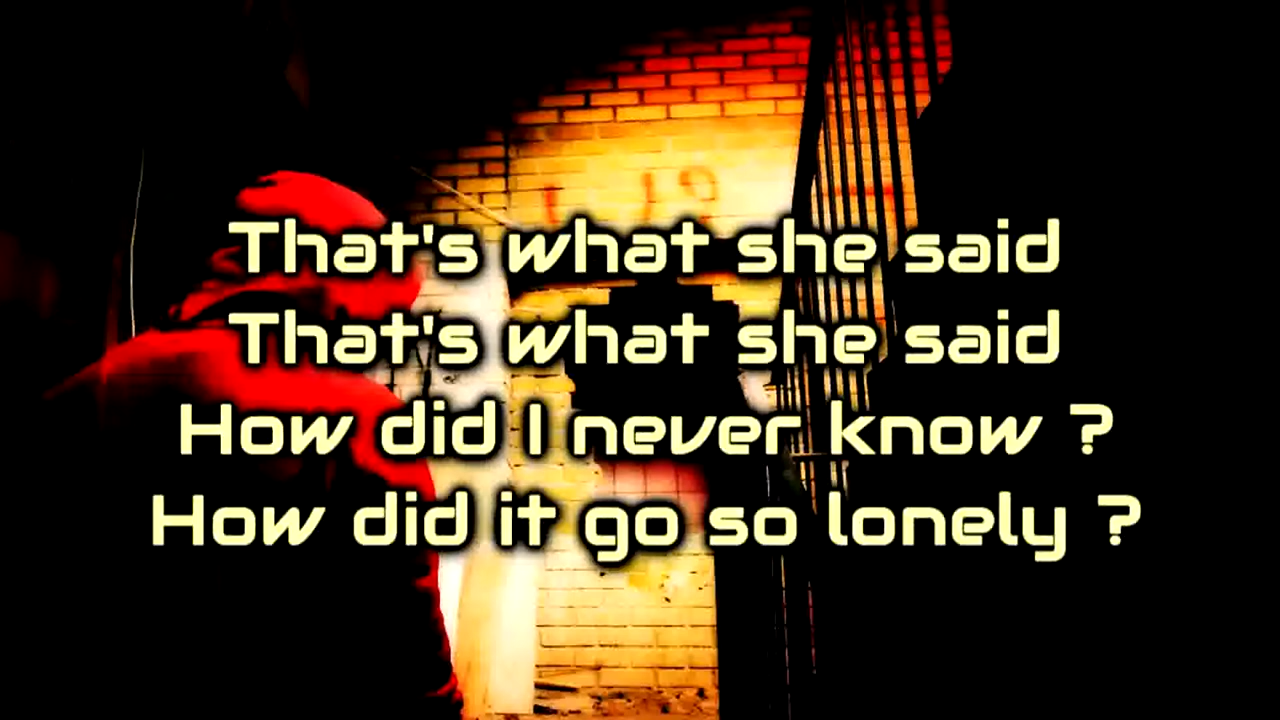 That's what she said
That's what she said
How did I never know ?
How did it go so lonely ?